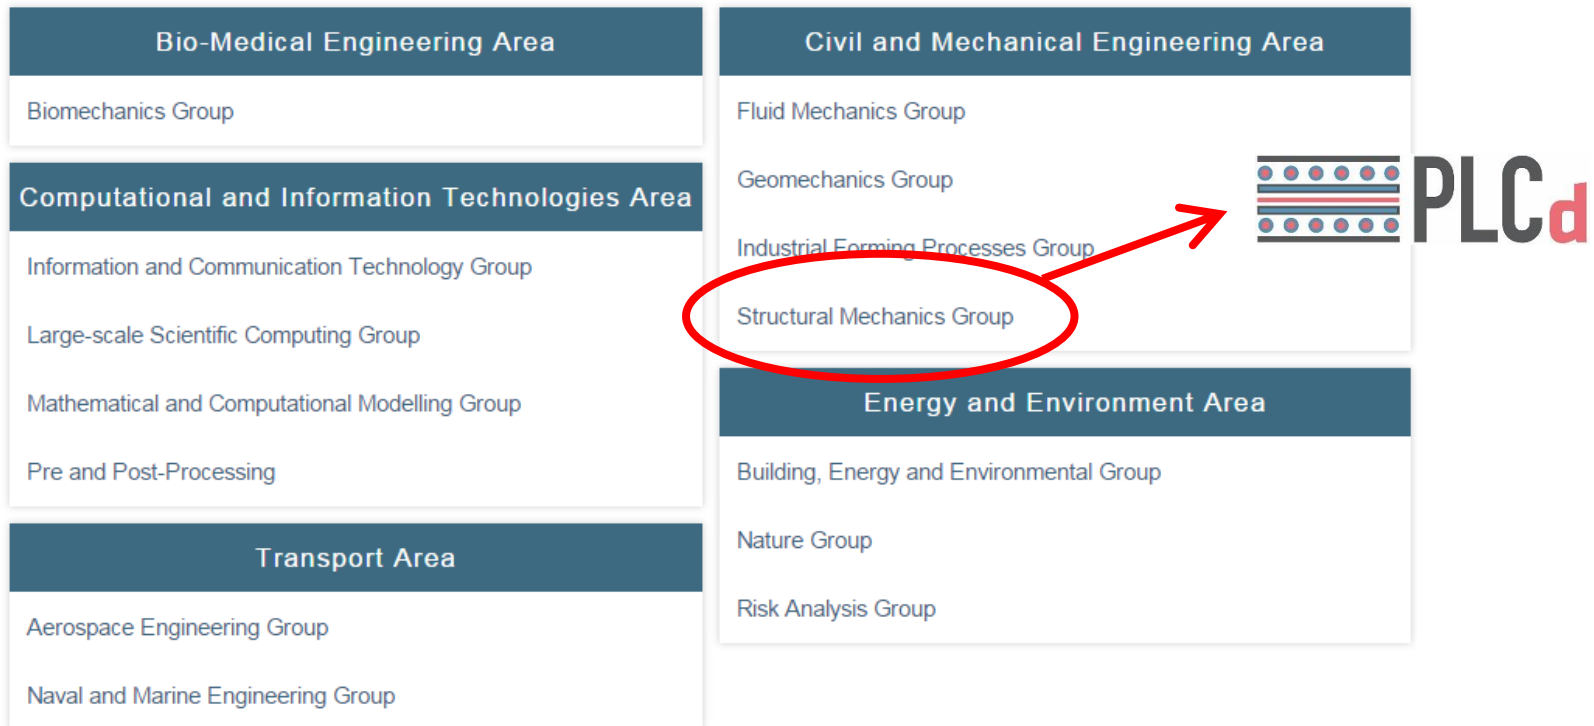 Bio-Medical Engineering Area
Biomechanics Group
Computational and Information Technologies Area
Information and Communication Technology Group
Large-scale Scientific Computing Group
Mathematical and Computational Modelling Group
Pre and Post-Processing
Transport Area
Aerospace Engineering Group
Naval and Marine Engineering Group
Civil and Mechanical Engineering Area
Fluid Mechanics Group
Geomechanics Group
Industrial Forming Processes Group
Structural Mechanics Group
PLCd
Energy and Environment Area
Building, Energy and Environmental Group
Nature Group
Risk Analysis Group